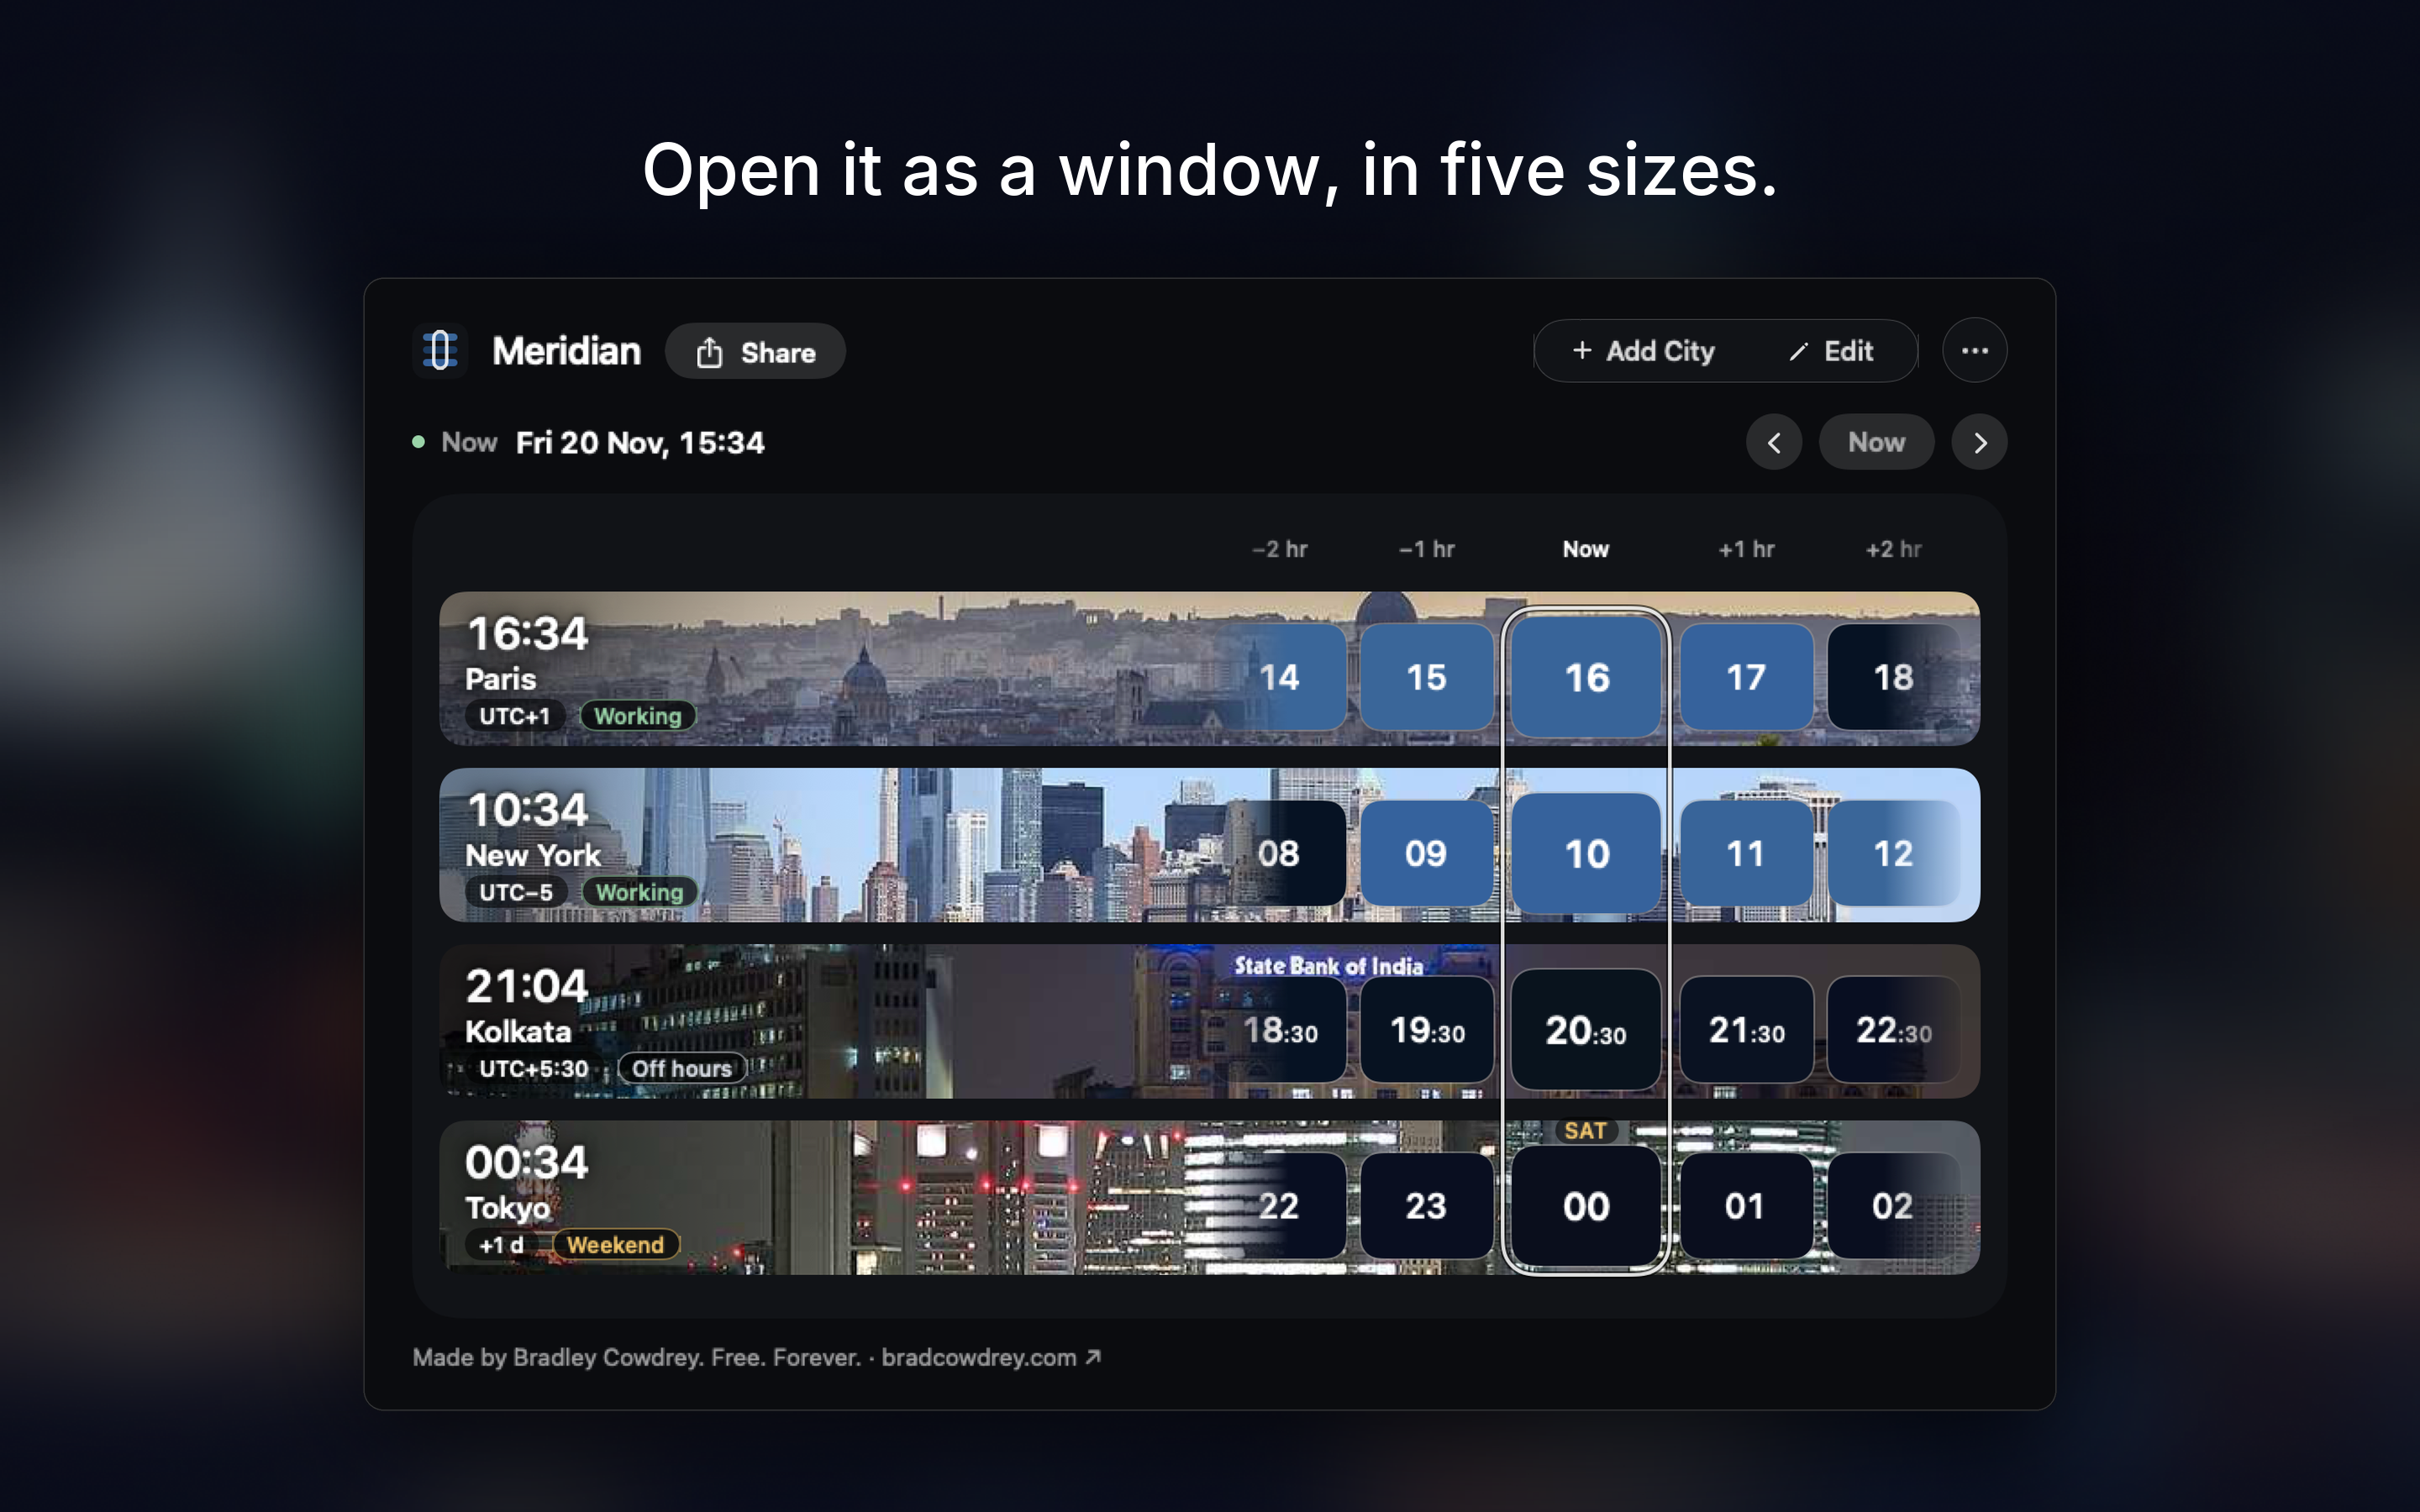 Open it as a window, in five sizes.
Meridian
Share
+ Add City
Edit
Now Fri 20 Nov, 15:34
Now
−2 hr −1 hr Now +1 hr +2 hr
16:34
Paris
UTC+1 Working
14 15 16 17 18
10:34
New York
UTC−5 Working
08 09 10 11 12
21:04
Kolkata
UTC+5:30 Off hours
State Bank of India
18:30 19:30 20:30 21:30 22:30
00:34
Tokyo
+1 d Weekend
SAT
22 23 00 01 02
Made by Bradley Cowdrey. Free. Forever. · bradcowdrey.com ↗